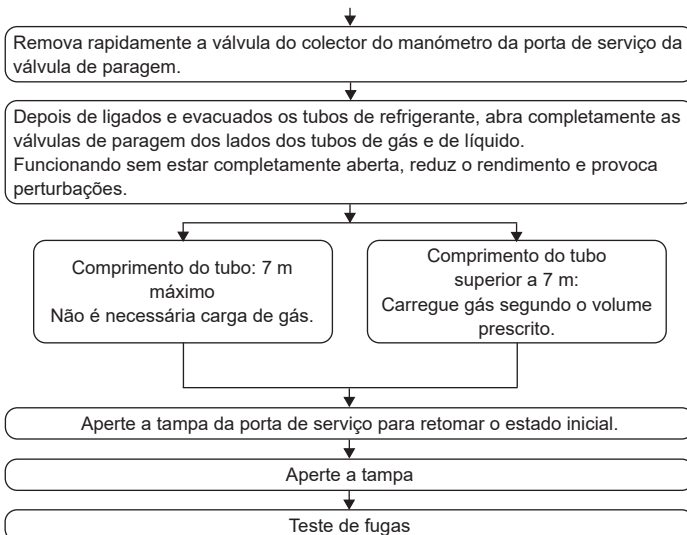 Remova rapidamente a válvula do colector do manómetro da porta de serviço da
válvula de paragem.
Depois de ligados e evacuados os tubos de refrigerante, abra completamente as
válvulas de paragem dos lados dos tubos de gás e de líquido.
Funcionando sem estar completamente aberta, reduz o rendimento e provoca
perturbações.
Comprimento do tubo: 7 m
máximo
Não é necessária carga de gás.
Comprimento do tubo
superior a 7 m:
Carregue gás segundo o volume
prescrito.
Aperte a tampa da porta de serviço para retomar o estado inicial.
Aperte a tampa
Teste de fugas